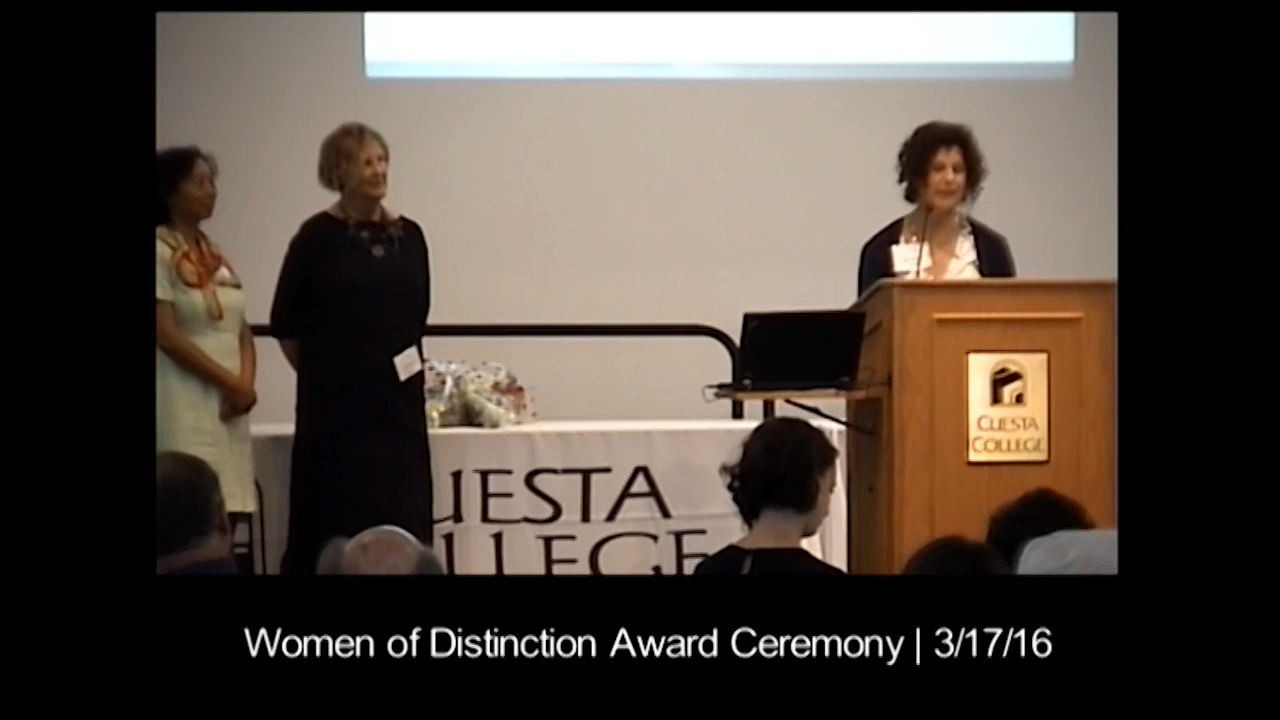 CUESTA
COLLEGE
UESTA
LLEGE
Women of Distinction Award Ceremony | 3/17/16